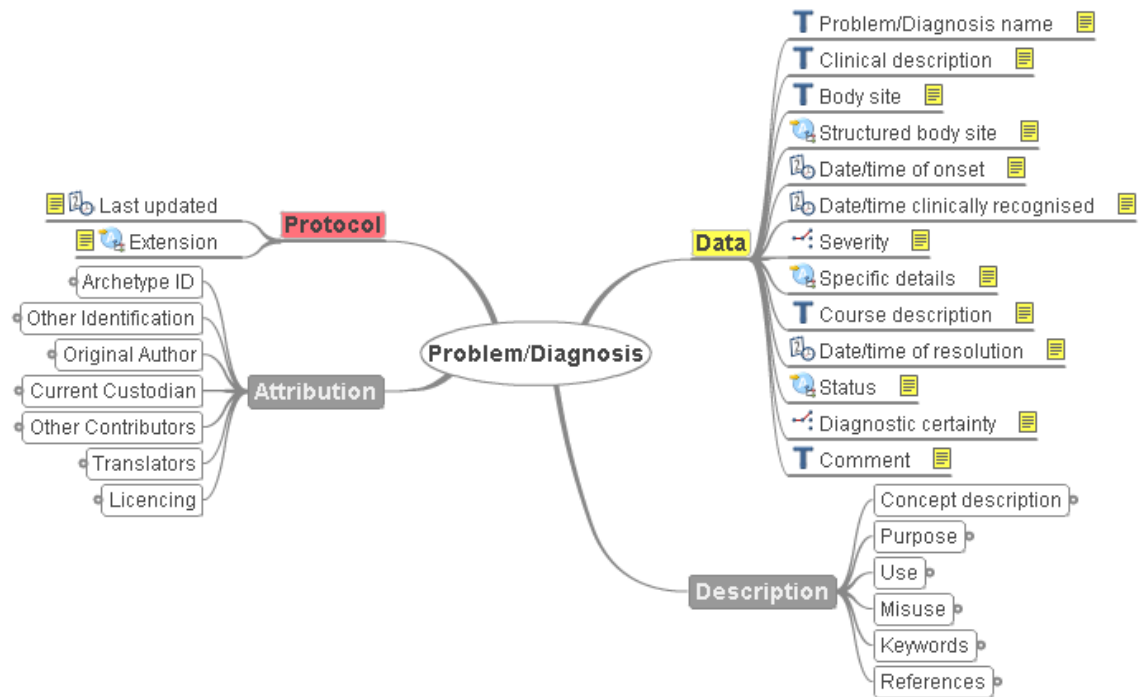 Problem/Diagnosis
Protocol
Last updated
Extension
Attribution
Archetype ID
Other Identification
Original Author
Current Custodian
Other Contributors
Translators
Licencing
Data
Problem/Diagnosis name
Clinical description
Body site
Structured body site
Date/time of onset
Date/time clinically recognised
Severity
Specific details
Course description
Date/time of resolution
Status
Diagnostic certainty
Comment
Description
Concept description
Purpose
Use
Misuse
Keywords
References